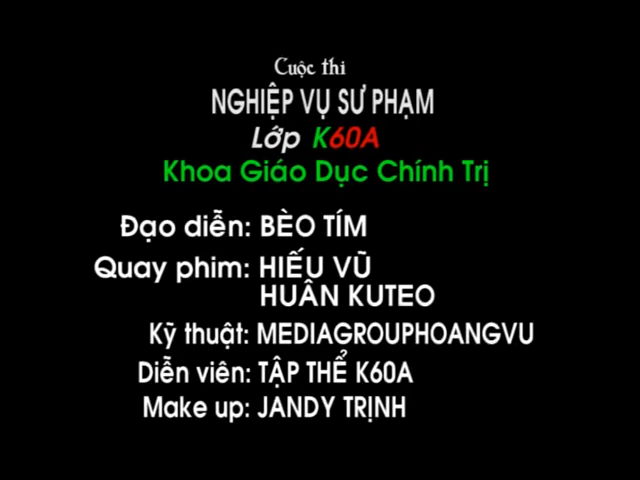 Cuộc thi
NGHIỆP VỤ SƯ PHẠM
Lớp K60A
Khoa Giáo Dục Chính Trị
Đạo diễn: BÈO TÍM
Quay phim: HIẾU VŨ
HUÂN KUTEO
Kỹ thuật: MEDIAGROUPHOANGVU
Diễn viên: TẬP THỂ K60A
Make up: JANDY TRỊNH